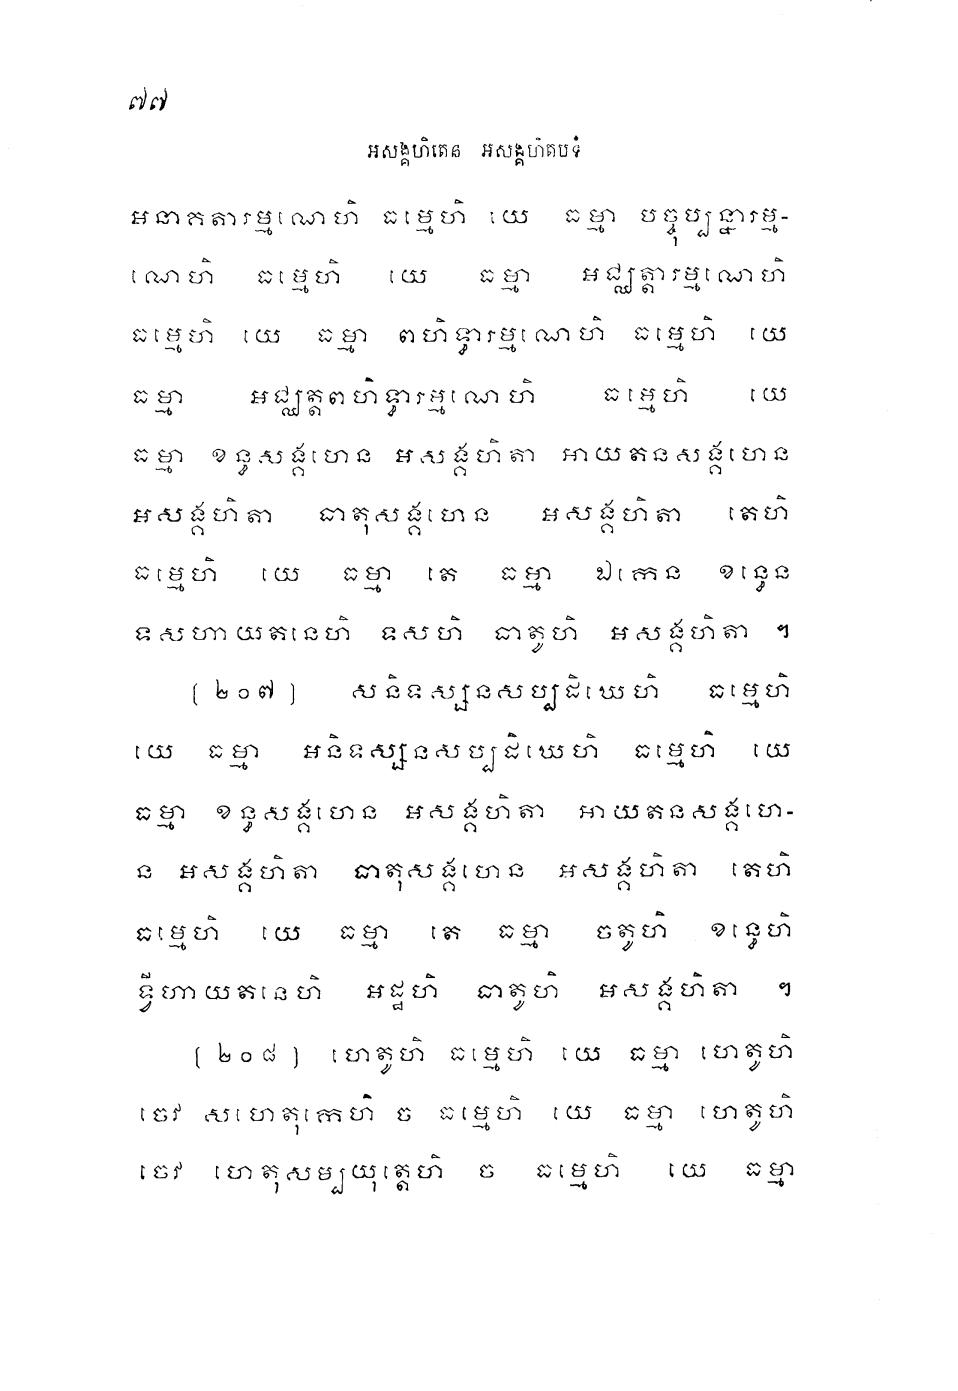 ៧៧
អសង្គហិតេន អសង្គហិតបទំ
អនាគតារម្មណេហិ ធម្មេហិ យេ ធម្មា បច្ចុប្បន្នារម្ម-
ណេហិ ធម្មេហិ យេ ធម្មា អជ្ឈត្តារម្មណេហិ
ធម្មេហិ យេ ធម្មា ពហិទ្ធារម្មណេហិ ធម្មេហិ យេ
ធម្មា អជ្ឈត្តពហិទ្ធារម្មណេហិ ធម្មេហិ យេ
ធម្មា ខន្ធសង្គហេន អសង្គហិតា អាយតនសង្គហេន
អសង្គហិតា ធាតុសង្គហេន អសង្គហិតា តេហិ
ធម្មេហិ យេ ធម្មា តេ ធម្មា ឯកេន ខន្ធេន
ទសហាយតនេហិ ទសហិ ធាតូហិ អសង្គហិតា ។
[ ២០៧ ] សនិទស្សនសប្បដិឃេហិ ធម្មេហិ
យេ ធម្មា អនិទស្សនសប្បដិឃេហិ ធម្មេហិ យេ
ធម្មា ខន្ធសង្គហេន អសង្គហិតា អាយតនសង្គហេ-
ន អសង្គហិតា ធាតុសង្គហេន អសង្គហិតា តេហិ
ធម្មេហិ យេ ធម្មា តេ ធម្មា ចតូហិ ខន្ធេហិ
ទ្វីហាយតនេហិ អដ្ឋហិ ធាតូហិ អសង្គហិតា ។
[ ២០៨ ] ហេតូហិ ធម្មេហិ យេ ធម្មា ហេតូហិ
ចេវ សហេតុកេហិ ច ធម្មេហិ យេ ធម្មា ហេតូហិ
ចេវ ហេតុសម្បយុត្តេហិ ច ធម្មេហិ យេ ធម្មា